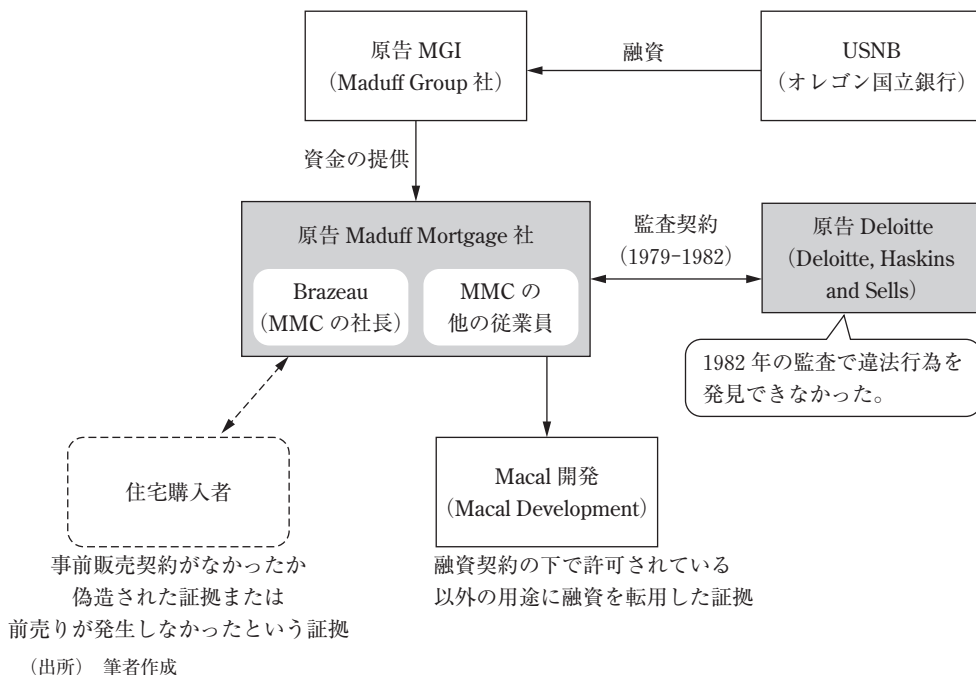 原告 MGI
（Maduff Group 社）
融資
USNB
（オレゴン国立銀行）
資金の提供
原告 Maduff Mortgage 社
Brazeau
（MMC の社長）
MMC の
他の従業員
監査契約
（1979-1982）
原告 Deloitte
（Deloitte, Haskins
and Sells）
1982 年の監査で違法行為を
発見できなかった。
住宅購入者
事前販売契約がなかったか
偽造された証拠または
前売りが発生しなかったという証拠
Macal 開発
（Macal Development）
融資契約の下で許可されている
以外の用途に融資を転用した証拠
（出所） 筆者作成